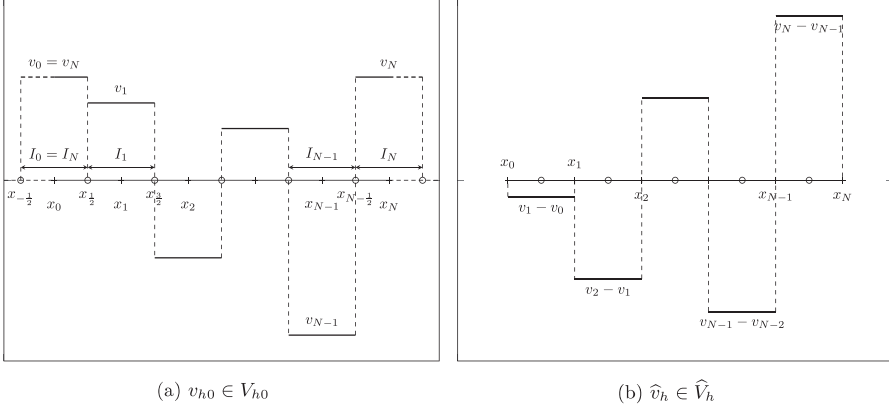 v_0 = v_N
v_1
v_N
I_0 = I_N
I_1
I_{N−1}
I_N
x_{−1/2}
x_0
x_{1/2}
x_1
x_{3/2}
x_2
x_{N−1}
x_{N−1/2}
x_N
v_{N−1}
(a) v_{h0} ∈ V_{h0}
v_N − v_{N−1}
x_0
x_1
x_2
x_{N−1}
x_N
v_1 − v_0
v_2 − v_1
v_{N−1} − v_{N−2}
(b) v̂_h ∈ V̂_h